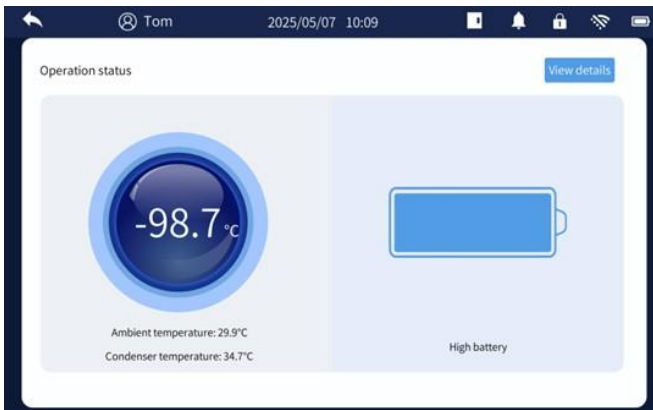 Tom 2025/05/07 10:09
Operation status View details
-98.7 °C
Ambient temperature: 29.9°C
Condenser temperature: 34.7°C
High battery